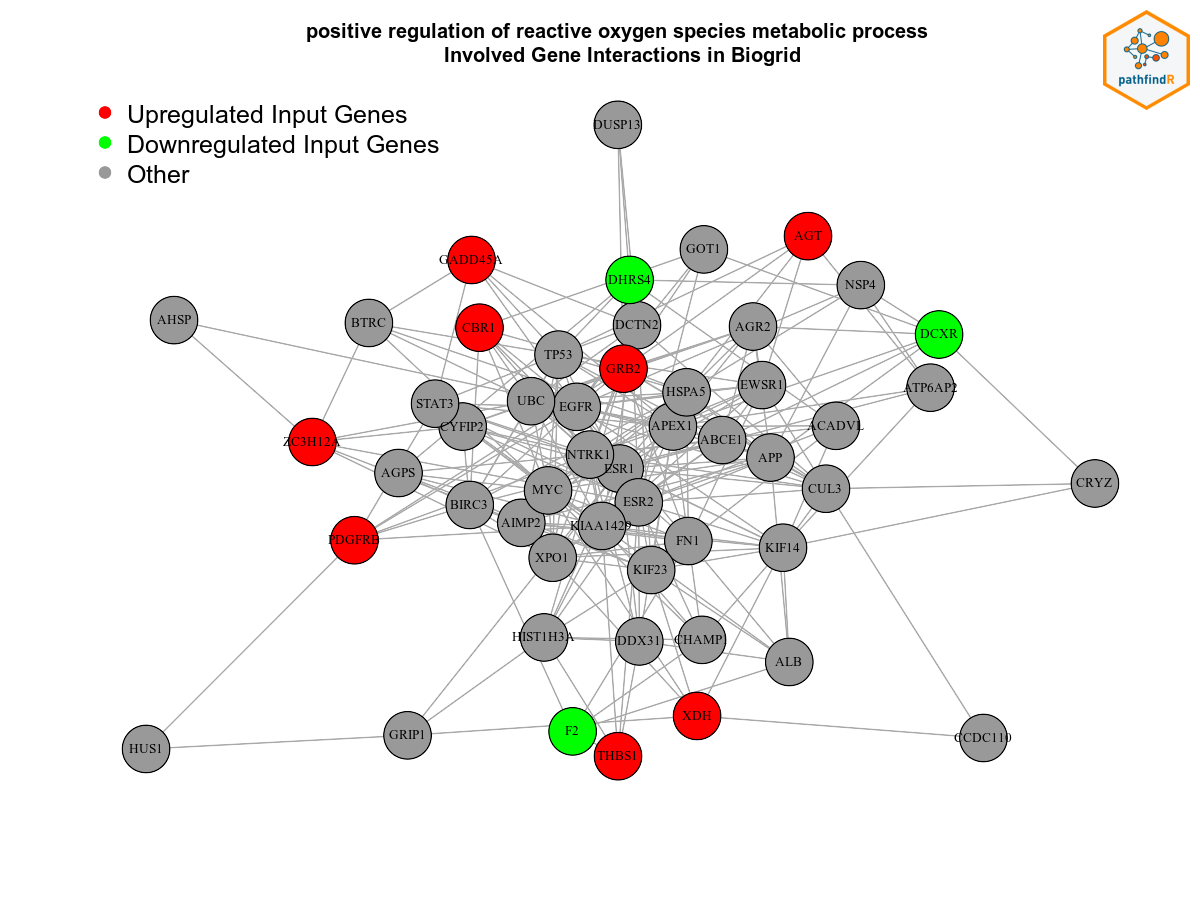 positive regulation of reactive oxygen species metabolic process
Involved Gene Interactions in Biogrid
pathfindR
Upregulated Input Genes
Downregulated Input Genes
Other
DUSP13
AGT
GOT1
GADD45A
DHRS4
NSP4
AHSP
BTRC
CBR1
DCTN2
AGR2
DCXR
TP53
GRB2
HSPA5
EWSR1
ATP6AP2
STAT3
UBC
EGFR
CYFIP2
APEX1
ABCE1
ACADVL
ZC3H12A
NTRK1
ESR1
APP
AGPS
MYC
ESR2
CUL3
CRYZ
BIRC3
AIMP2
KIAA1429
PDGFRB
XPO1
KIF23
FN1
KIF14
HIST1H3A
DDX31
CHAMP1
ALB
HUS1
GRIP1
F2
XDH
THBS1
CCDC110